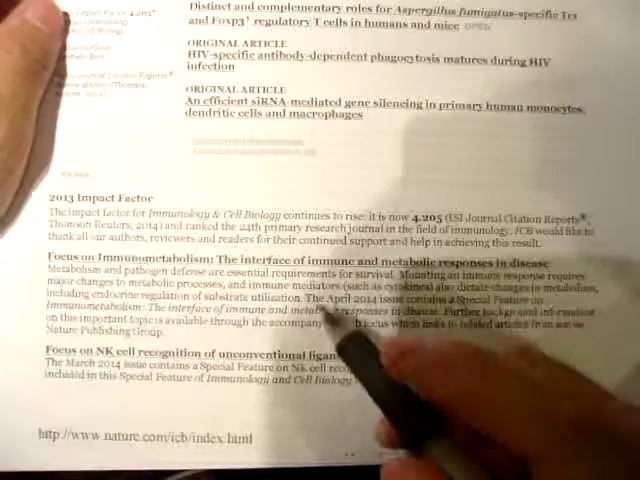 Impact Factor 4.205*
Distinct and complementary roles for Aspergillus fumigatus-specific Tr1
and Foxp3⁺ regulatory T cells in humans and mice OPEN
ORIGINAL ARTICLE
HIV-specific antibody-dependent phagocytosis matures during HIV
infection
Journal Citation Reports®
ORIGINAL ARTICLE
An efficient siRNA-mediated gene silencing in primary human monocytes,
dendritic cells and macrophages
2013 Impact Factor
The impact factor for Immunology & Cell Biology continues to rise: it is now 4.205 (ESI Journal Citation Reports®,
Thomson Reuters, 2014) and ranked the 24th primary research journal in the field of immunology. ICB would like to
thank all our authors, reviewers and readers for their continued support and help in achieving this result.
Focus on Immunometabolism: The interface of immune and metabolic responses in disease
Metabolism and pathogen defense are essential requirements for survival. Mounting an immune response requires
major changes to metabolic processes, and immune mediators (such as cytokines) also dictate changes in metabolism,
including endocrine regulation of substrate utilization. The April 2014 issue contains a Special Feature on
Immunometabolism: The interface of immune and metabolic responses in disease. Further background information
on this important topic is available through the focus which links to related articles from across
Nature Publishing Group.
Focus on NK cell recognition of unconventional
The March 2014 issue contains a Special Feature on NK cell
included in this Special Feature of Immunology and Cell Biology
http://www.nature.com/icb/index.html